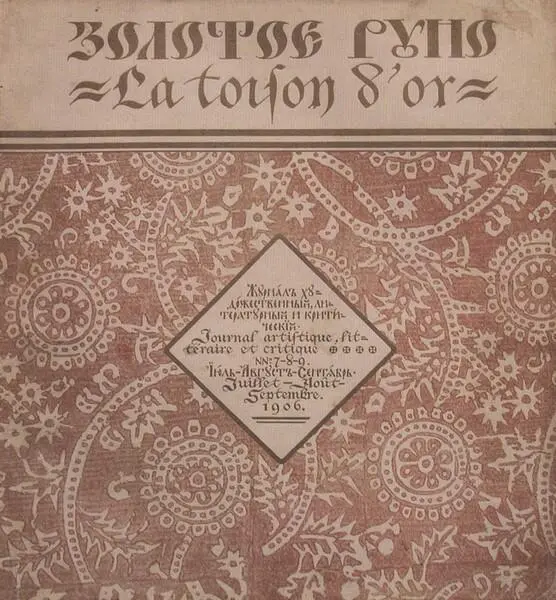 ЗОЛОТОЕ РУНО
=La toison d'or=
Журналъ ху=
дожественный, ли=
тературный и крити=
ческій.
Journal artistique, lit=
téraire et critique
NN: 7-8-9.
Іюль-Августъ-Сентябрь.
Juillet — Août-
Septembre.
1906.